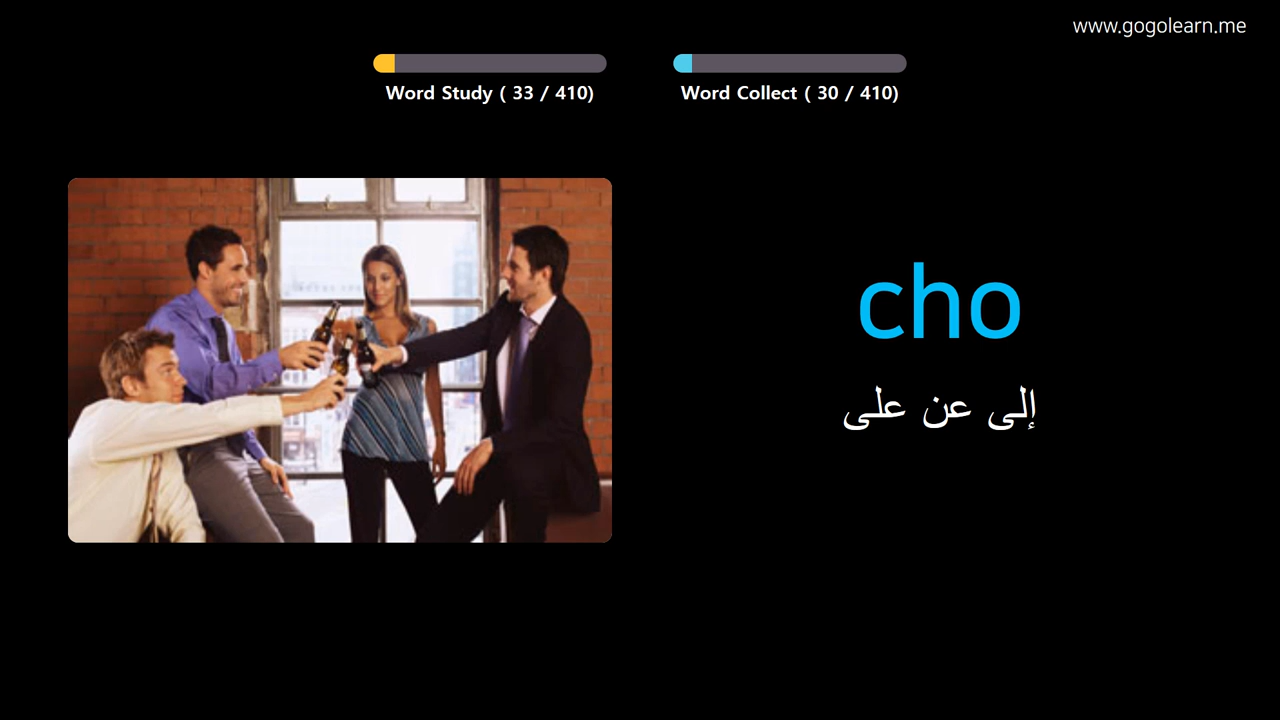 www.gogolearn.me
Word Study ( 33 / 410)
Word Collect ( 30 / 410)
cho
إلى عن على